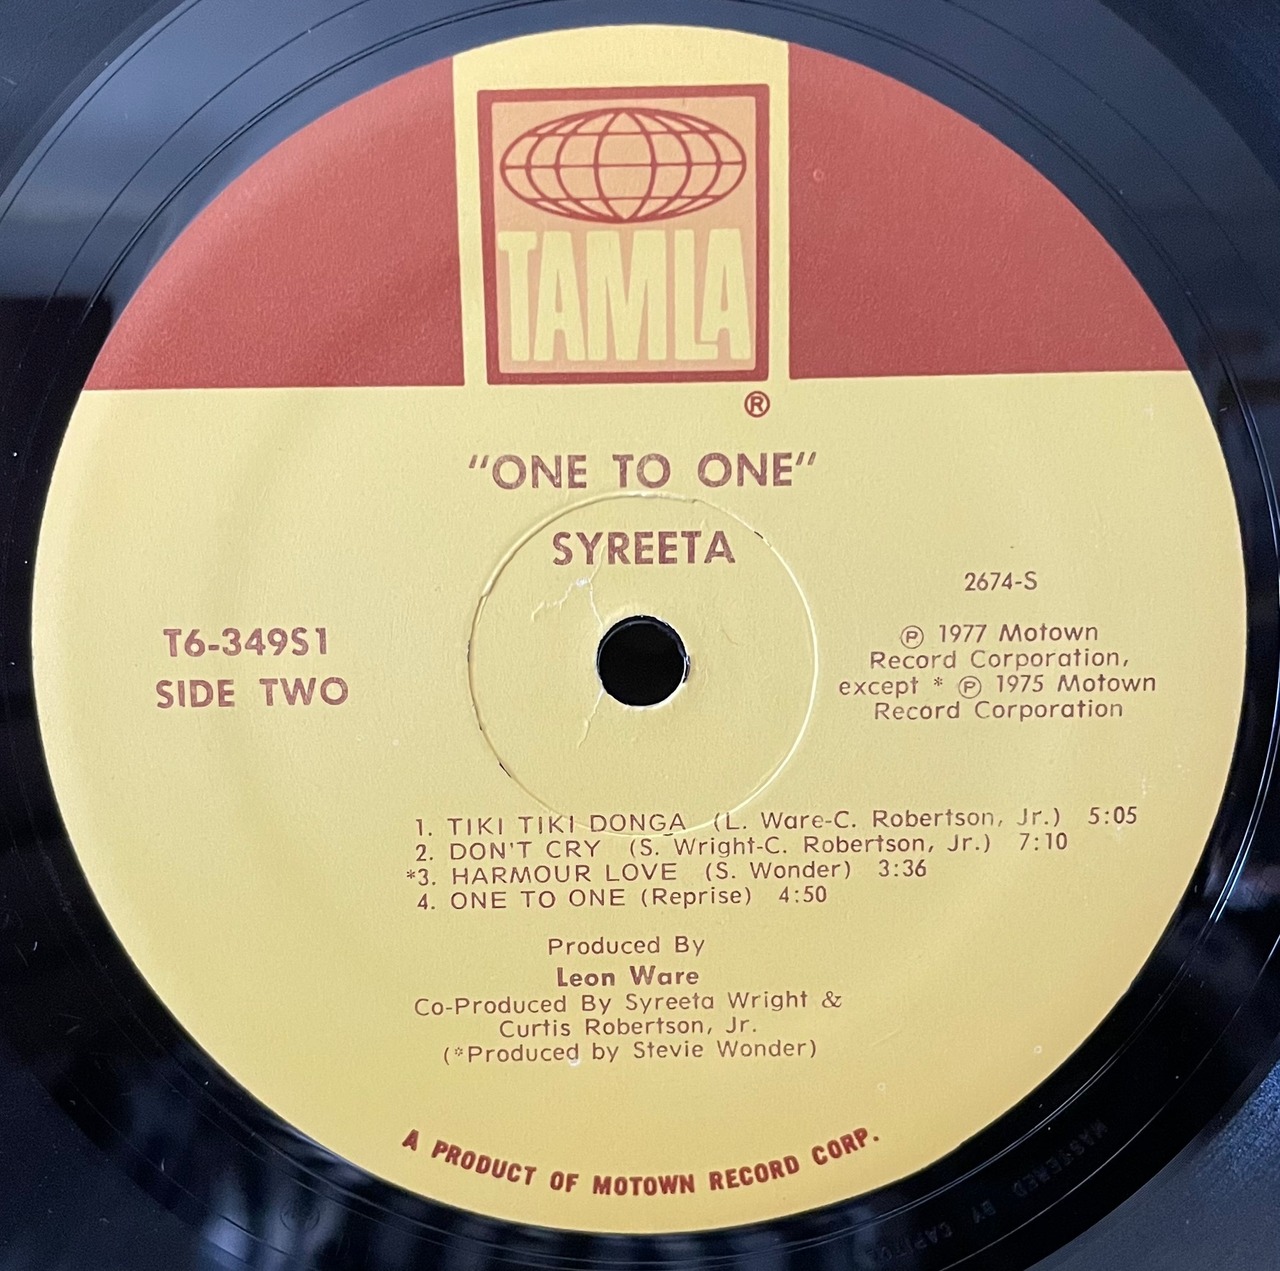 TAMLA
®
"ONE TO ONE"
SYREETA
2674-S
T6-349S1
SIDE TWO
℗ 1977 Motown
Record Corporation,
except * ℗ 1975 Motown
Record Corporation
1. TIKI TIKI DONGA (L. Ware-C. Robertson, Jr.) 5:05
2. DON'T CRY (S. Wright-C. Robertson, Jr.) 7:10
*3. HARMOUR LOVE (S. Wonder) 3:36
4. ONE TO ONE (Reprise) 4:50
Produced By
Leon Ware
Co-Produced By Syreeta Wright &
Curtis Robertson, Jr.
(*Produced by Stevie Wonder)
A PRODUCT OF MOTOWN RECORD CORP.
MASTERED BY CAPITOL